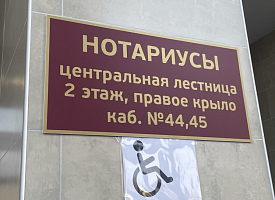 НОТАРИУСЫ
центральная лестница
2 этаж, правое крыло
каб. №44,45